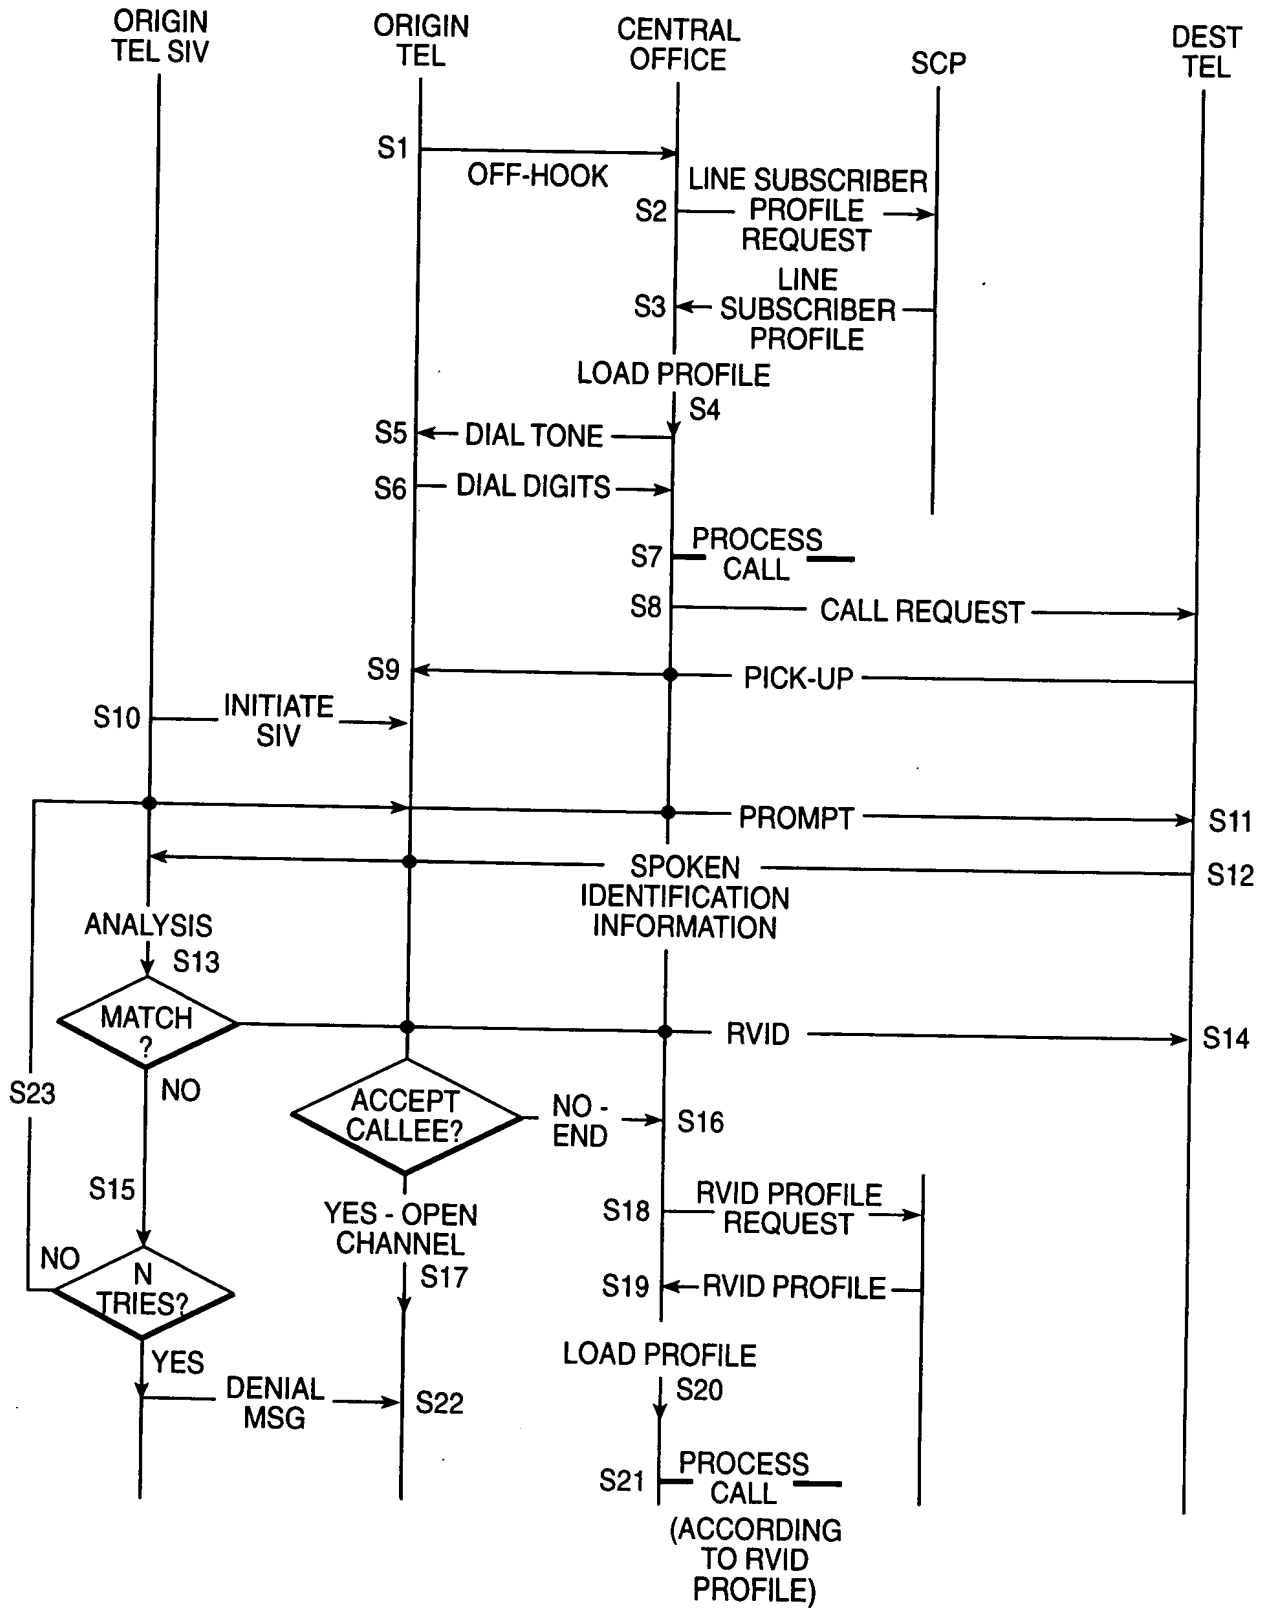 ORIGIN
TEL SIV
ORIGIN
TEL
CENTRAL
OFFICE
SCP
DEST
TEL
S1
OFF-HOOK
S2
LINE SUBSCRIBER
PROFILE
REQUEST
S3
LINE
SUBSCRIBER
PROFILE
LOAD PROFILE
S4
S5
DIAL TONE
S6
DIAL DIGITS
S7
PROCESS
CALL
S8
CALL REQUEST
S9
PICK-UP
S10
INITIATE
SIV
PROMPT
S11
SPOKEN
IDENTIFICATION
INFORMATION
S12
ANALYSIS
S13
MATCH
?
RVID
S14
S23
NO
ACCEPT
CALLEE?
NO -
END
S16
S15
YES - OPEN
CHANNEL
S17
S18
RVID PROFILE
REQUEST
NO
N
TRIES?
S19
RVID PROFILE
YES
LOAD PROFILE
S20
DENIAL
MSG
S22
S21
PROCESS
CALL
(ACCORDING
TO RVID
PROFILE)